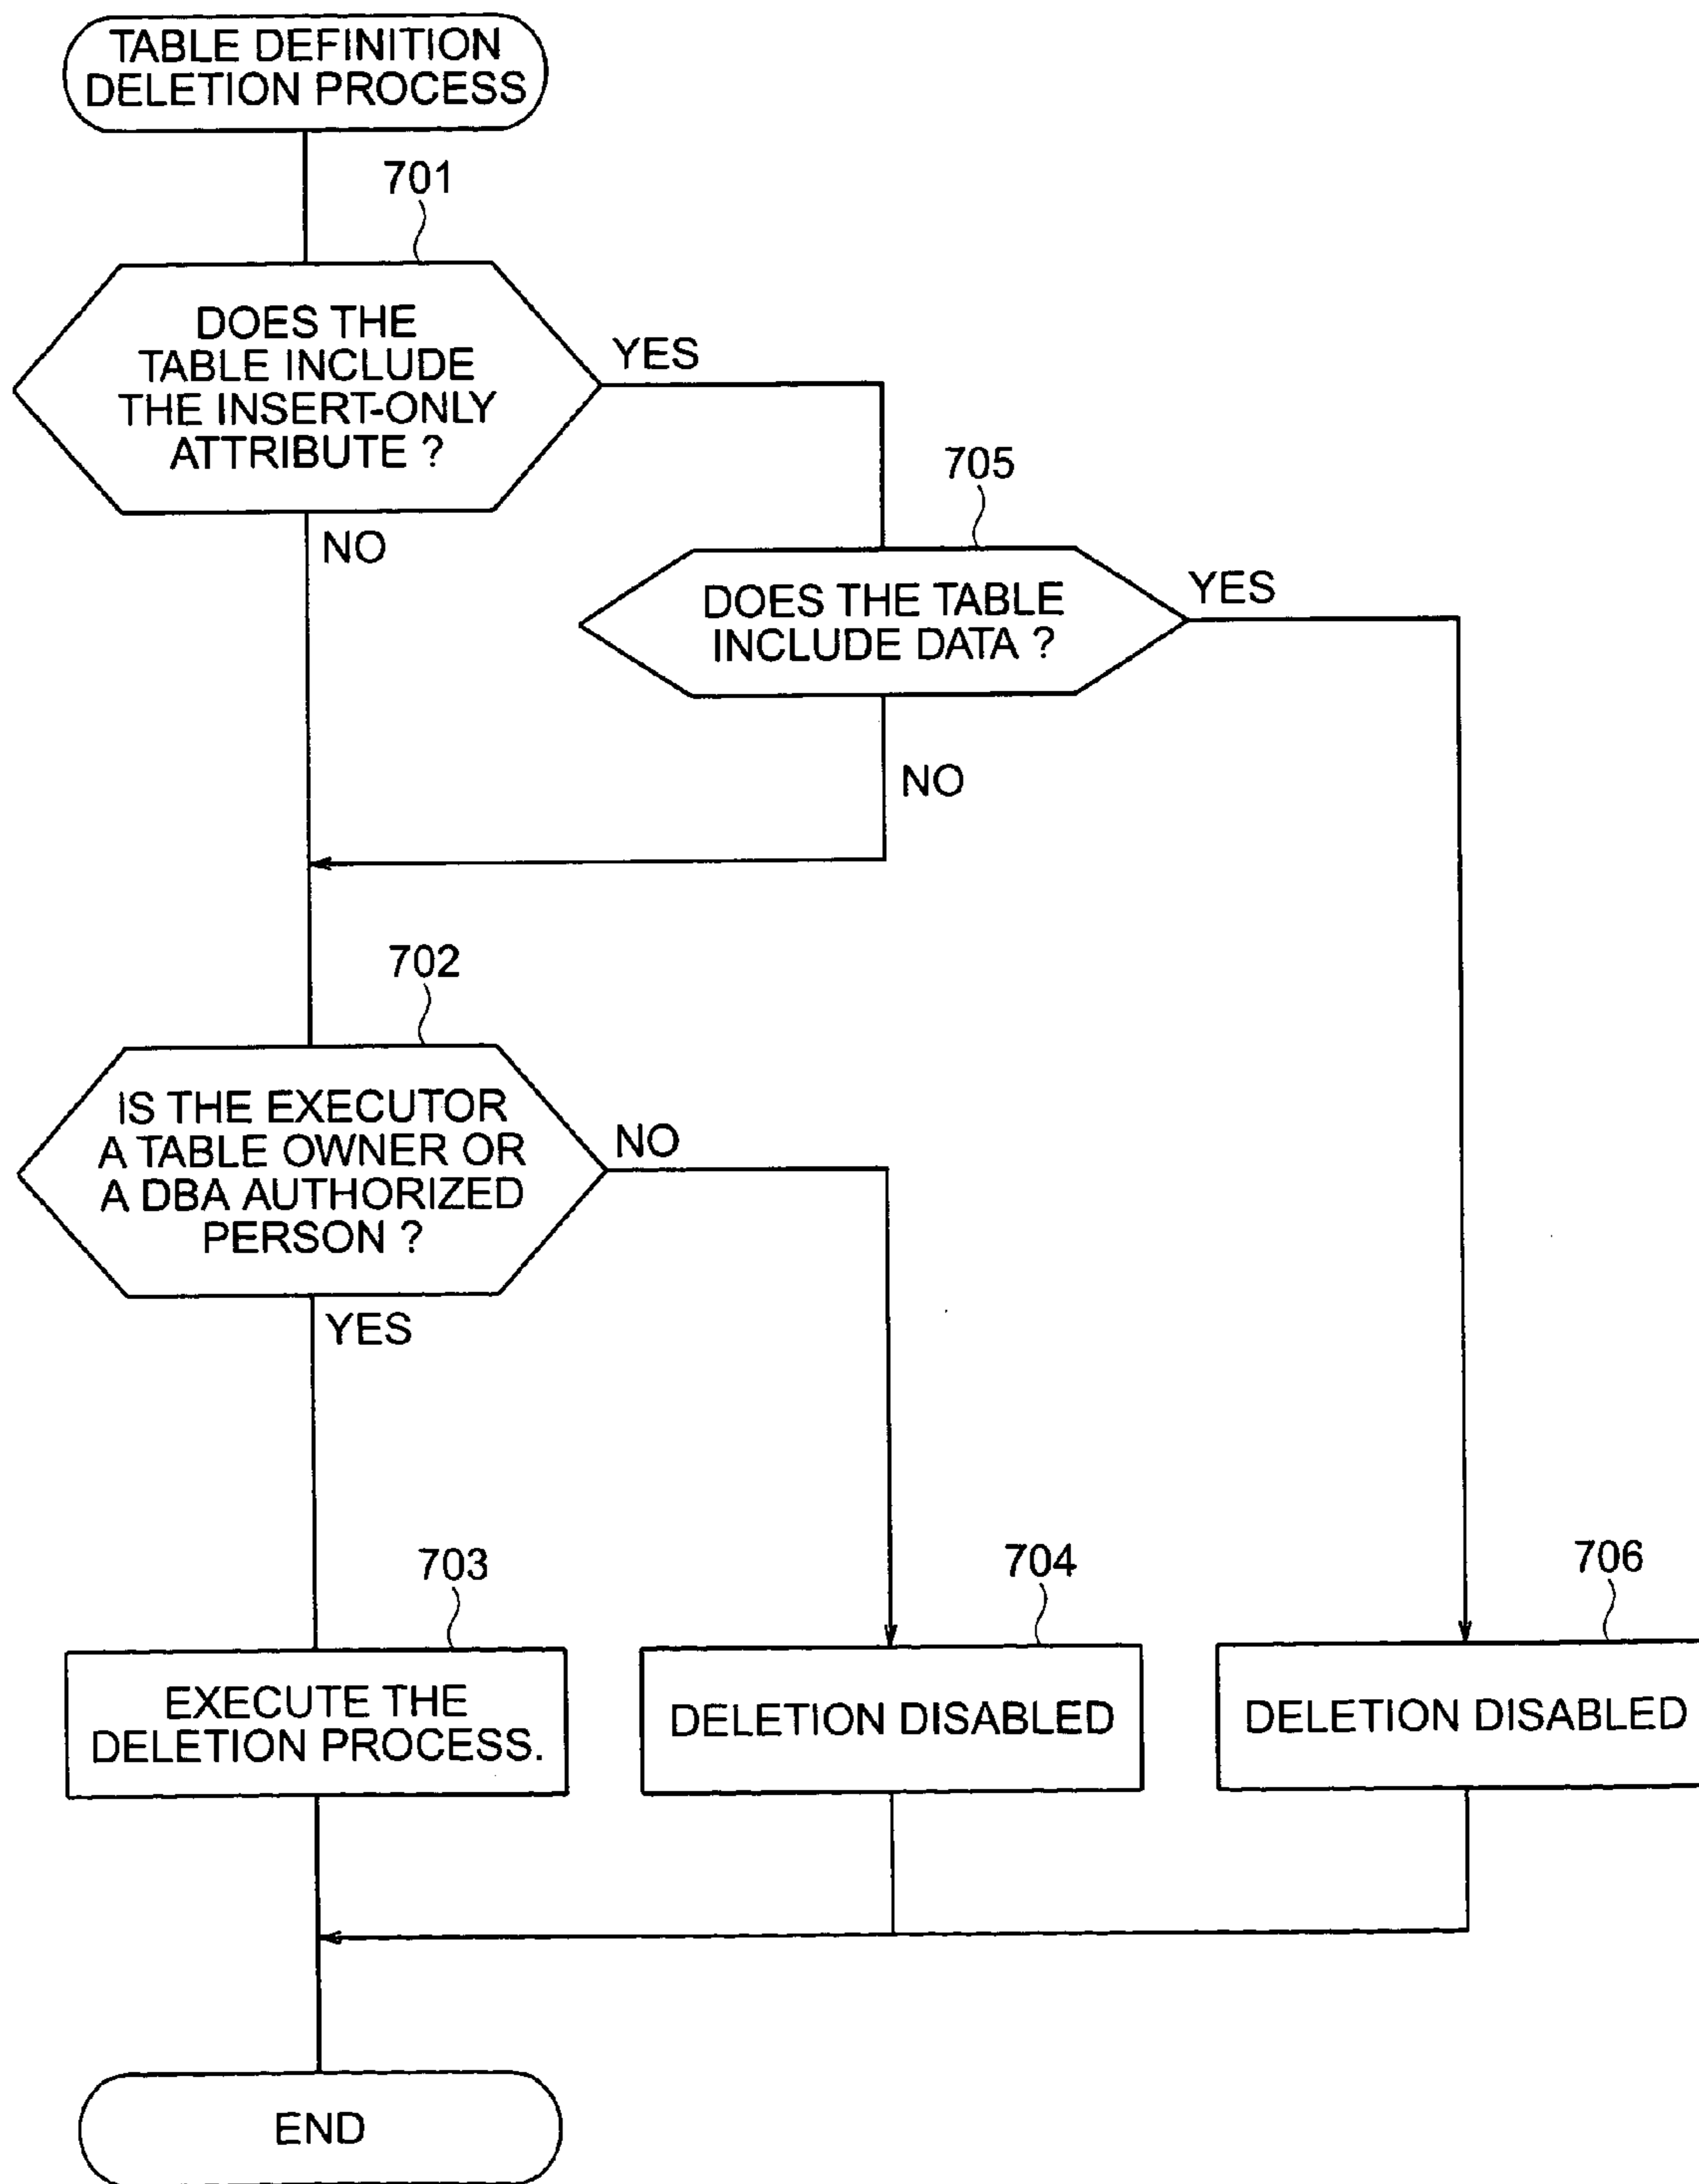 TABLE DEFINITION
DELETION PROCESS
701
DOES THE
TABLE INCLUDE
THE INSERT-ONLY
ATTRIBUTE ?
YES
NO
705
DOES THE TABLE
INCLUDE DATA ?
YES
NO
702
IS THE EXECUTOR
A TABLE OWNER OR
A DBA AUTHORIZED
PERSON ?
NO
YES
703
EXECUTE THE
DELETION PROCESS.
704
DELETION DISABLED
706
DELETION DISABLED
END